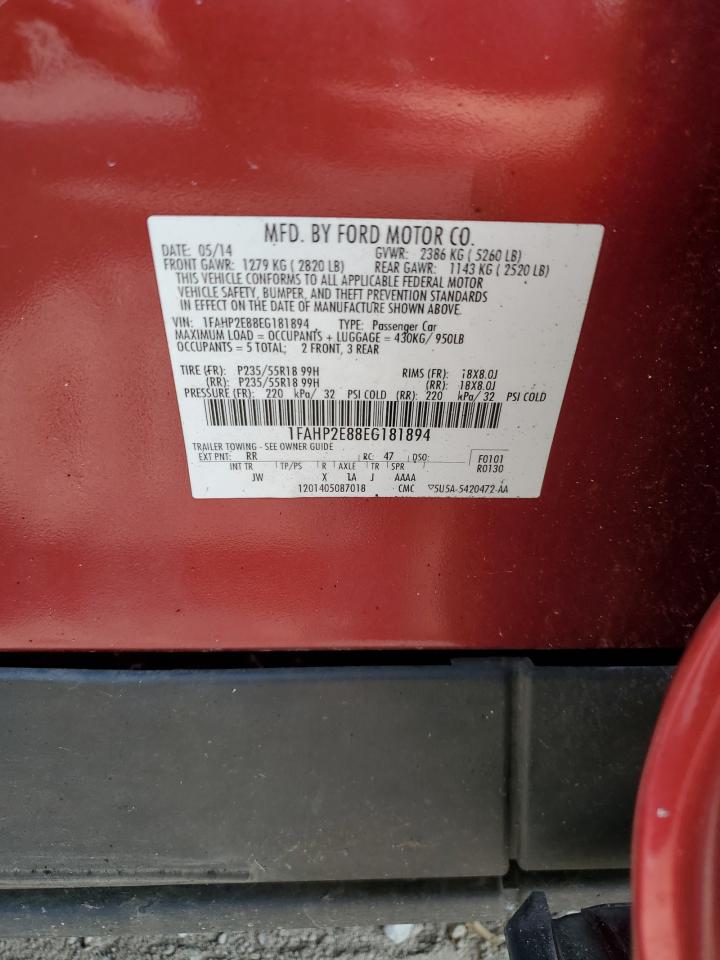 MFD. BY FORD MOTOR CO.
DATE: 05/14 GVWR: 2386 KG ( 5260 LB)
FRONT GAWR: 1279 KG ( 2820 LB) REAR GAWR: 1143 KG ( 2520 LB)
THIS VEHICLE CONFORMS TO ALL APPLICABLE FEDERAL MOTOR
VEHICLE SAFETY, BUMPER, AND THEFT PREVENTION STANDARDS
IN EFFECT ON THE DATE OF MANUFACTURE SHOWN ABOVE.
VIN: 1FAHP2E88EG181894 TYPE: Passenger Car
MAXIMUM LOAD = OCCUPANTS + LUGGAGE = 430KG/ 950LB
OCCUPANTS = 5 TOTAL; 2 FRONT, 3 REAR
TIRE (FR): P235/55R18 99H RIMS (FR): 18X8.0J
(RR): P235/55R18 99H (RR): 18X8.0J
PRESSURE (FR): 220 kPa/ 32 PSI COLD (RR): 220 kPa/ 32 PSI COLD
1FAHP2E88EG181894
TRAILER TOWING - SEE OWNER GUIDE
EXT PNT: RR RC: 47 DSO: F0101
INT TR TP/PS R AXLE TR SPR R0130
JW X LA J AAAA
1201405087018 CMC ▽5U5A-5420472-AA